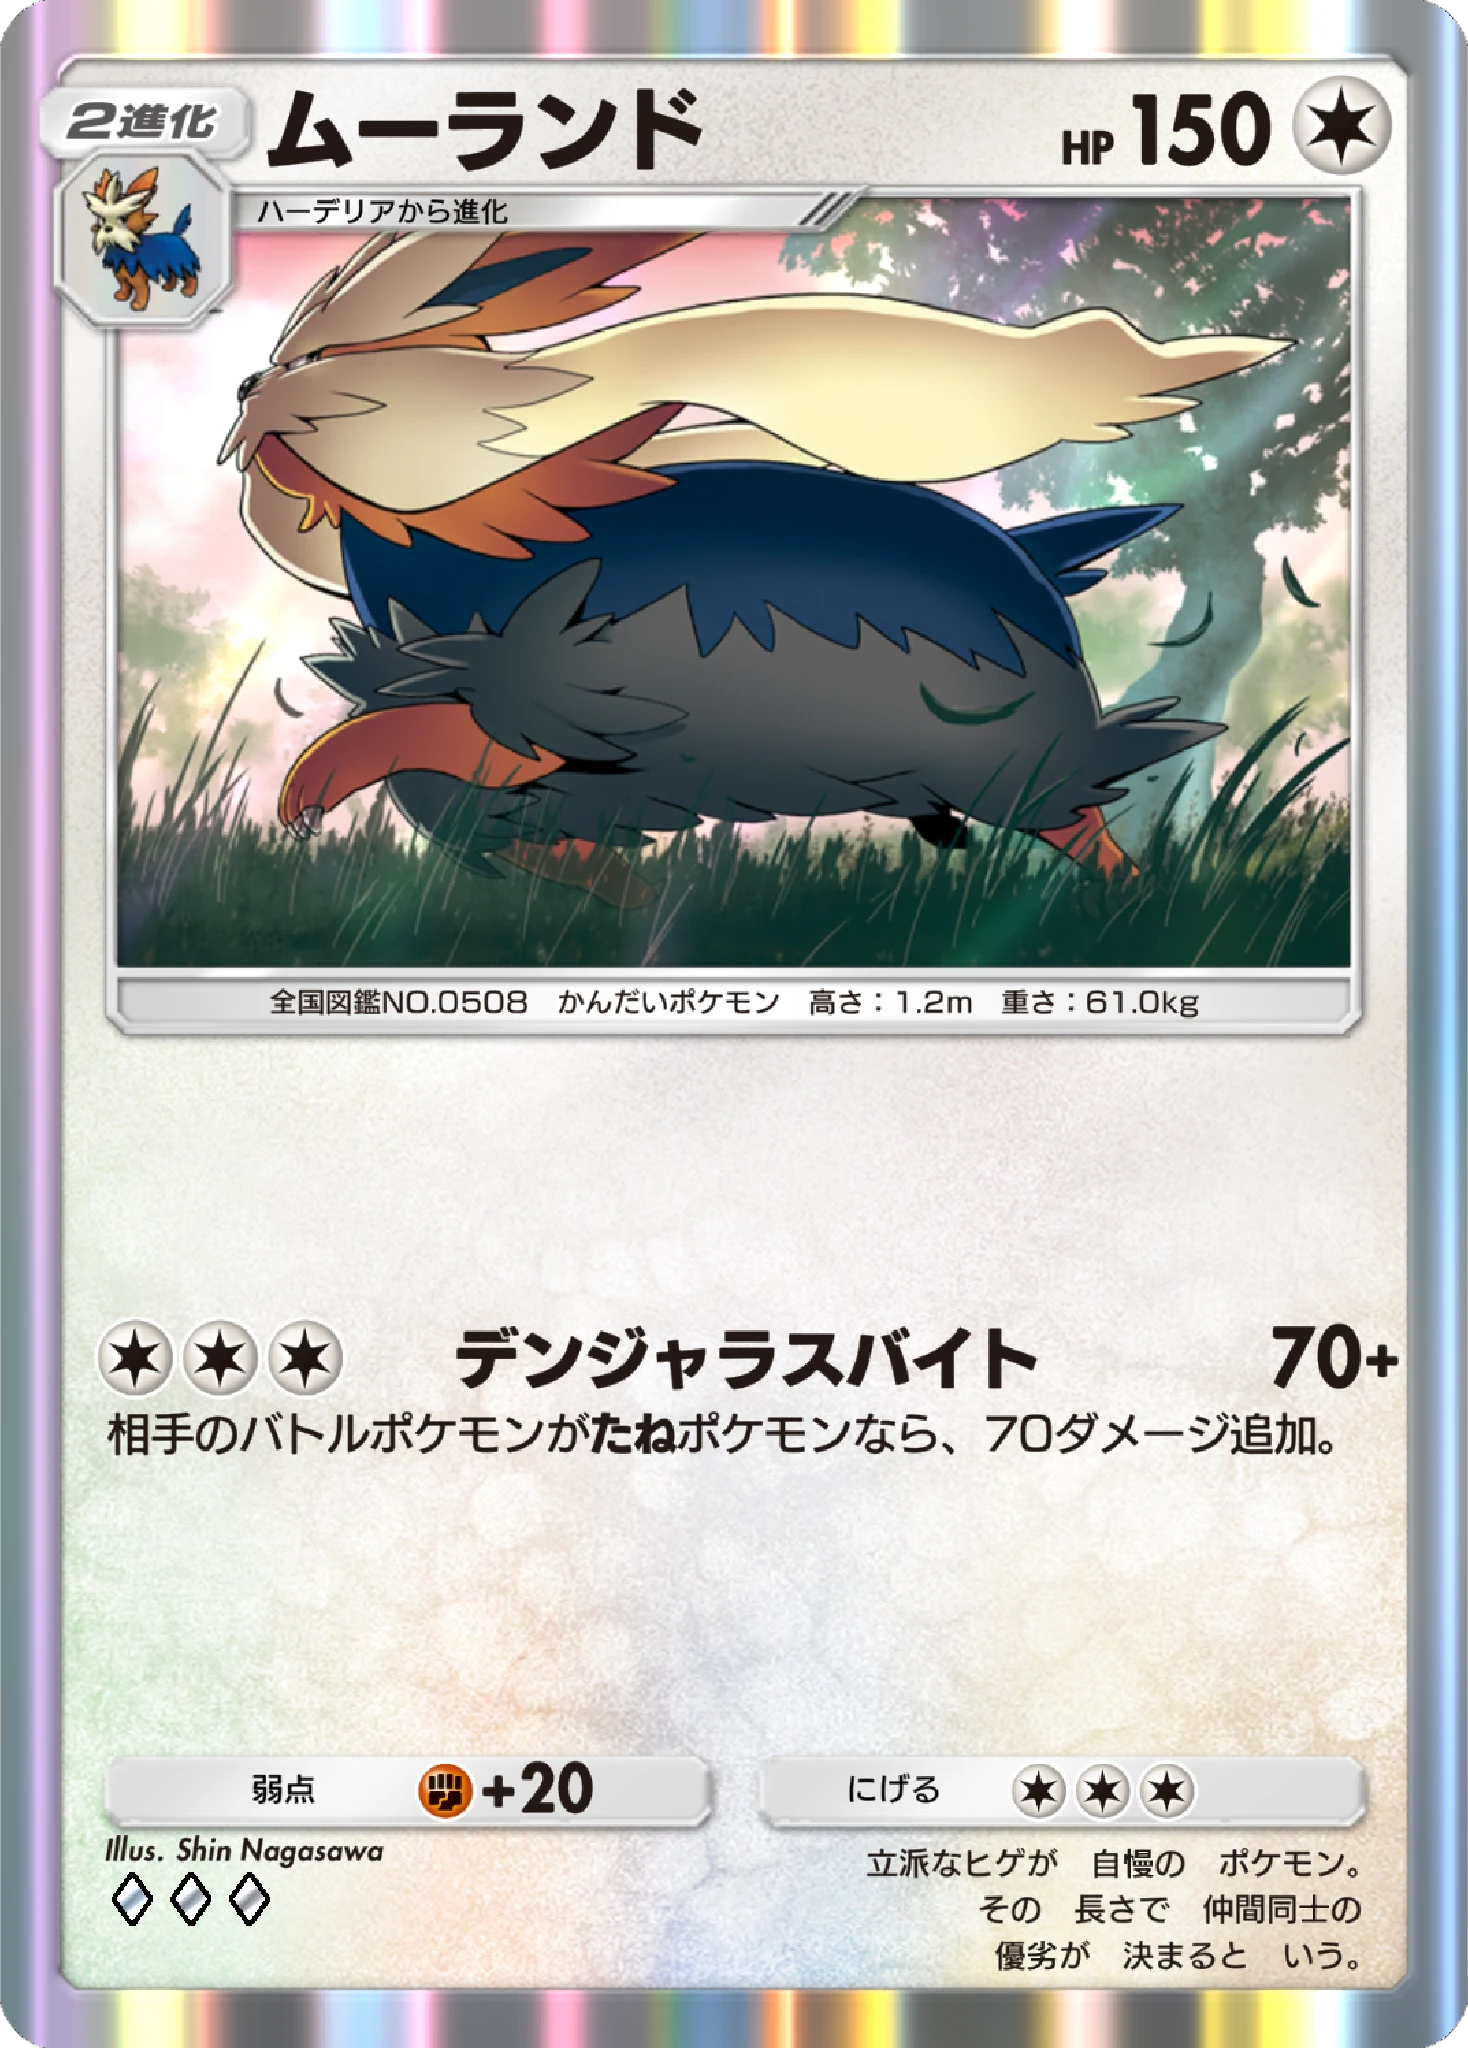 2進化
ムーランド
HP 150
ハーデリアから進化
全国図鑑NO.0508 かんだいポケモン 高さ：1.2m 重さ：61.0kg
デンジャラスバイト 70+
相手のバトルポケモンがたねポケモンなら、70ダメージ追加。
弱点 +20
にげる
Illus. Shin Nagasawa
立派なヒゲが 自慢の ポケモン。
その 長さで 仲間同士の
優劣が 決まると いう。